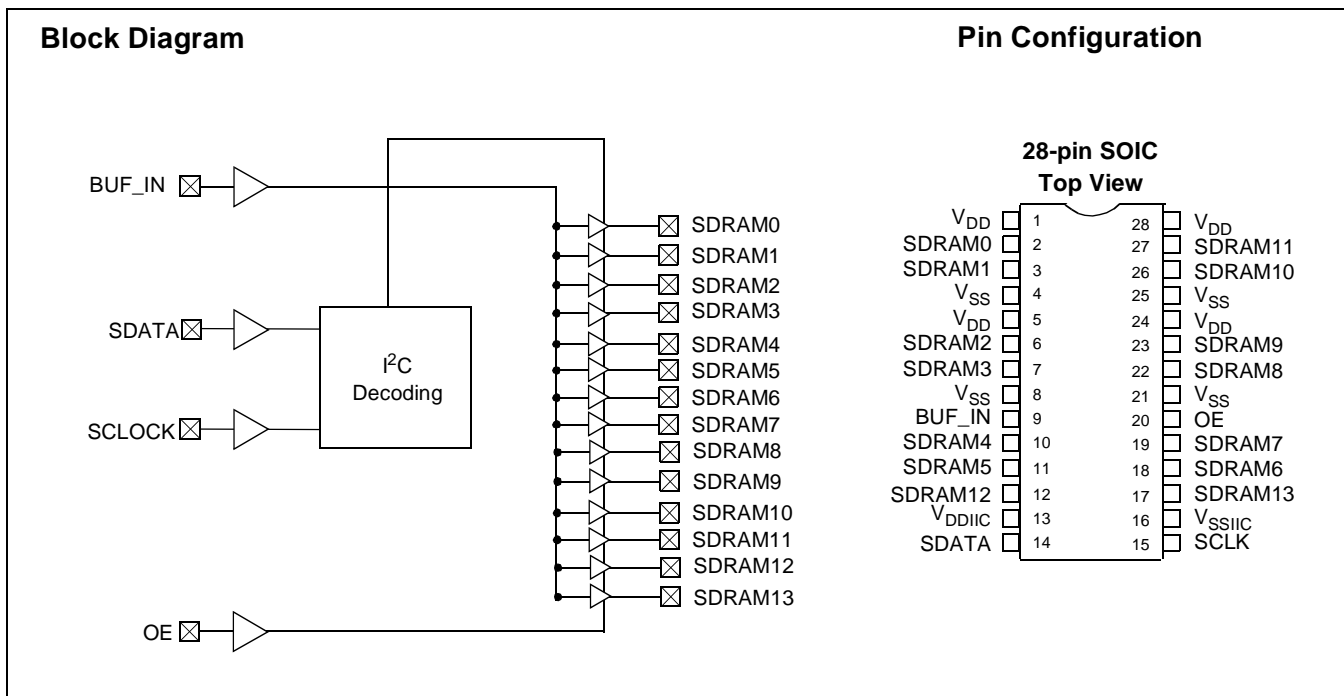 Block Diagram
BUF_IN
SDATA
SCLOCK
OE
I²C
Decoding
SDRAM0
SDRAM1
SDRAM2
SDRAM3
SDRAM4
SDRAM5
SDRAM6
SDRAM7
SDRAM8
SDRAM9
SDRAM10
SDRAM11
SDRAM12
SDRAM13
Pin Configuration
28-pin SOIC
Top View
VDD 1 28 VDD
SDRAM0 2 27 SDRAM11
SDRAM1 3 26 SDRAM10
VSS 4 25 VSS
VDD 5 24 VDD
SDRAM2 6 23 SDRAM9
SDRAM3 7 22 SDRAM8
VSS 8 21 VSS
BUF_IN 9 20 OE
SDRAM4 10 19 SDRAM7
SDRAM5 11 18 SDRAM6
SDRAM12 12 17 SDRAM13
VDDIIC 13 16 VSSIIC
SDATA 14 15 SCLK